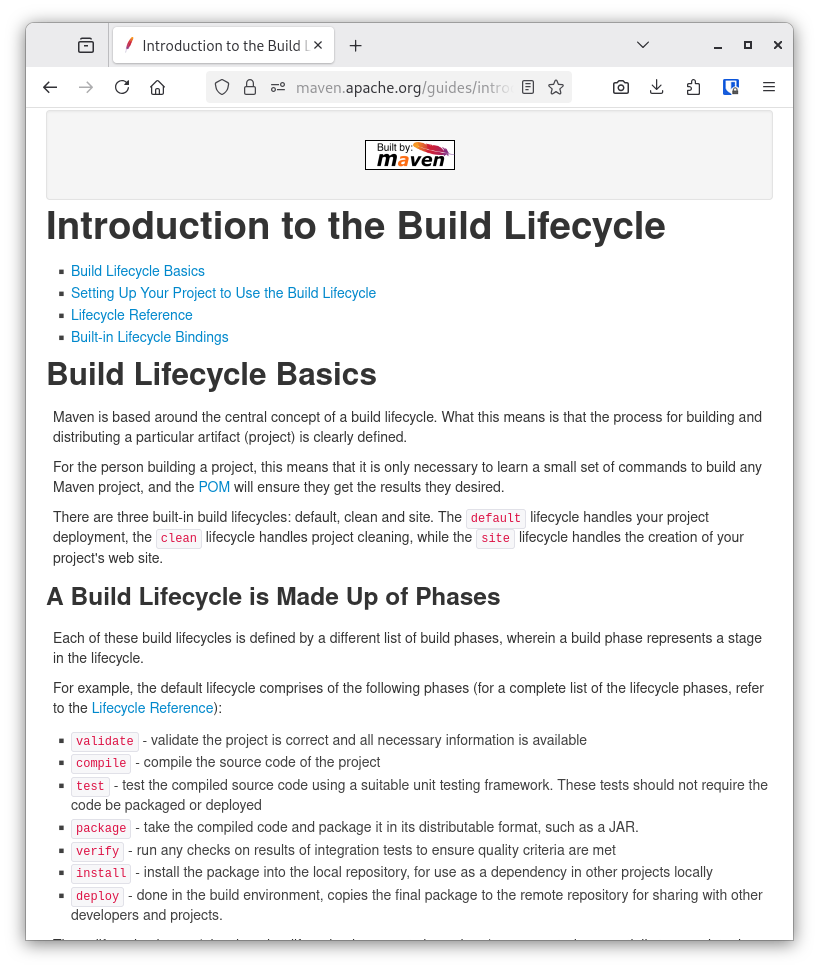 Introduction to the Build L
maven.apache.org/guides/intro
Built by:
maven
Introduction to the Build Lifecycle
Build Lifecycle Basics
Setting Up Your Project to Use the Build Lifecycle
Lifecycle Reference
Built-in Lifecycle Bindings
Build Lifecycle Basics
Maven is based around the central concept of a build lifecycle. What this means is that the process for building and
distributing a particular artifact (project) is clearly defined.
For the person building a project, this means that it is only necessary to learn a small set of commands to build any
Maven project, and the POM will ensure they get the results they desired.
There are three built-in build lifecycles: default, clean and site. The default lifecycle handles your project
deployment, the clean lifecycle handles project cleaning, while the site lifecycle handles the creation of your
project's web site.
A Build Lifecycle is Made Up of Phases
Each of these build lifecycles is defined by a different list of build phases, wherein a build phase represents a stage
in the lifecycle.
For example, the default lifecycle comprises of the following phases (for a complete list of the lifecycle phases, refer
to the Lifecycle Reference):
validate - validate the project is correct and all necessary information is available
compile - compile the source code of the project
test - test the compiled source code using a suitable unit testing framework. These tests should not require the
code be packaged or deployed
package - take the compiled code and package it in its distributable format, such as a JAR.
verify - run any checks on results of integration tests to ensure quality criteria are met
install - install the package into the local repository, for use as a dependency in other projects locally
deploy - done in the build environment, copies the final package to the remote repository for sharing with other
developers and projects.